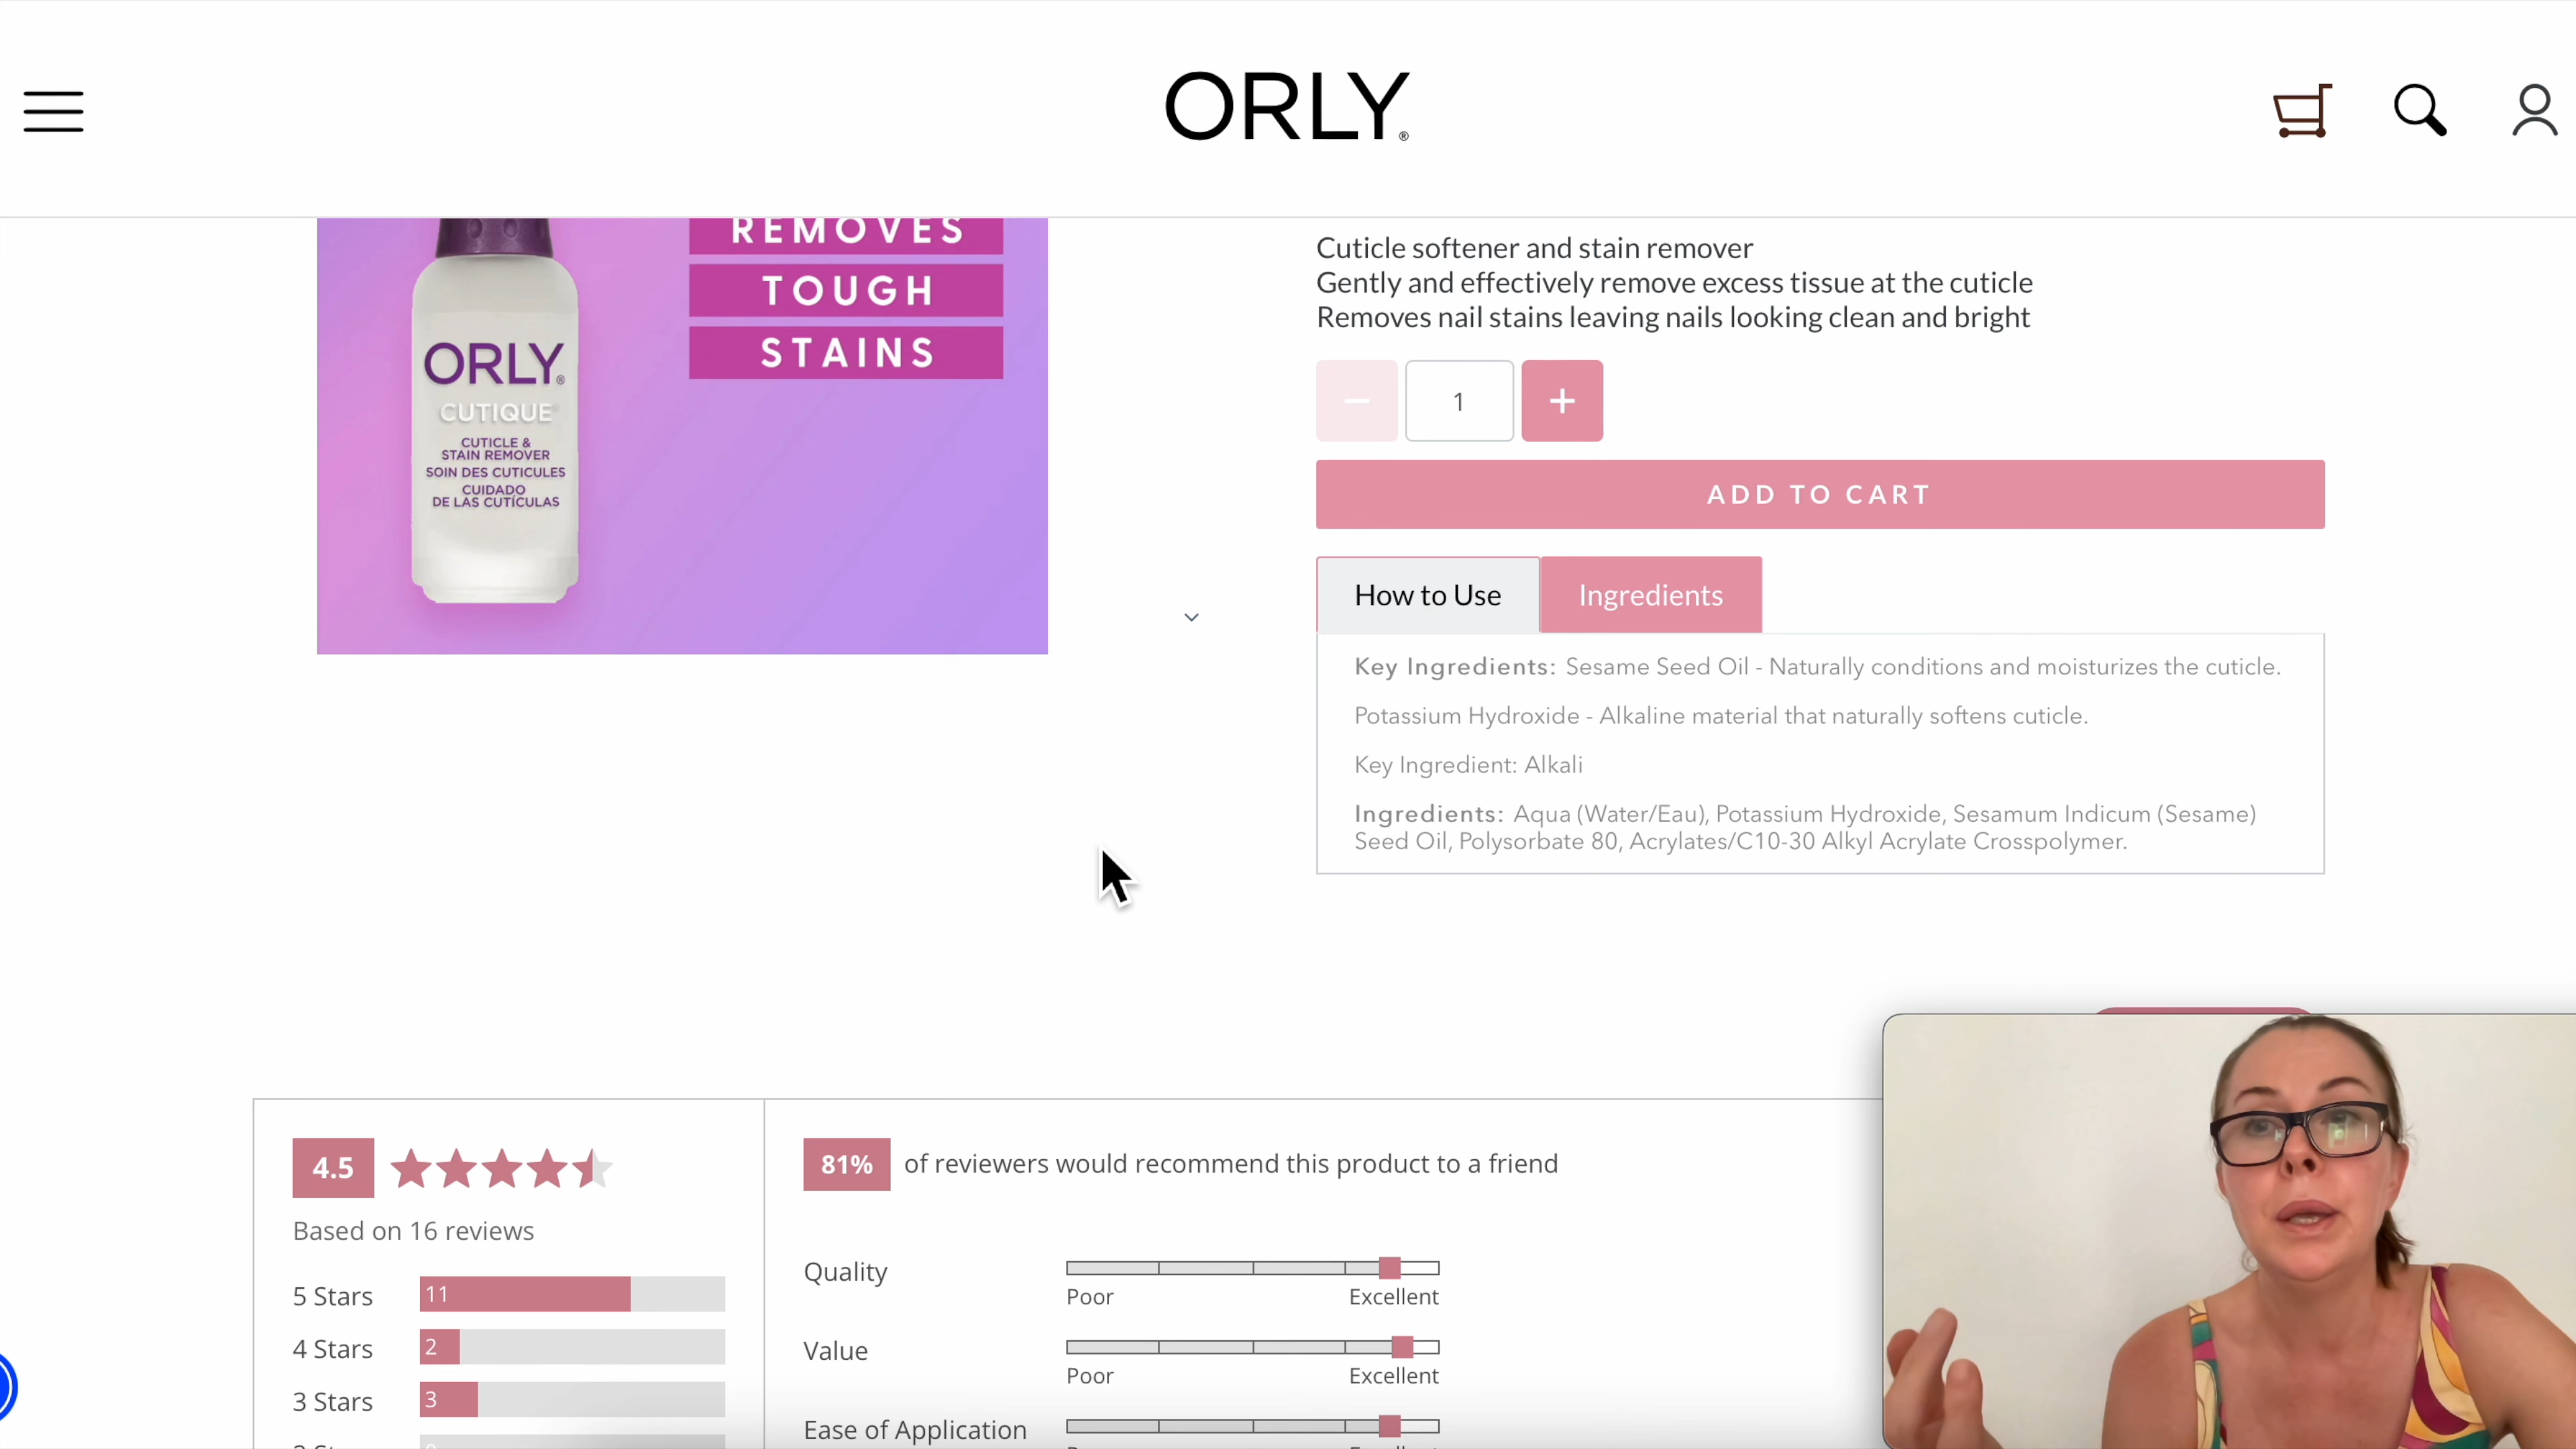 ORLY®
REMOVES
TOUGH
STAINS
ORLY®
CUTIQUE
CUTICLE &
STAIN REMOVER
SOIN DES CUTICULES
CUIDADO
DE LAS CUTÍCULAS
Cuticle softener and stain remover
Gently and effectively remove excess tissue at the cuticle
Removes nail stains leaving nails looking clean and bright
− 1 +
ADD TO CART
How to Use Ingredients
Key Ingredients: Sesame Seed Oil - Naturally conditions and moisturizes the cuticle.
Potassium Hydroxide - Alkaline material that naturally softens cuticle.
Key Ingredient: Alkali
Ingredients: Aqua (Water/Eau), Potassium Hydroxide, Sesamum Indicum (Sesame)
Seed Oil, Polysorbate 80, Acrylates/C10-30 Alkyl Acrylate Crosspolymer.
4.5
Based on 16 reviews
5 Stars 11
4 Stars 2
3 Stars 3
81% of reviewers would recommend this product to a friend
Quality
Poor Excellent
Value
Poor Excellent
Ease of Application